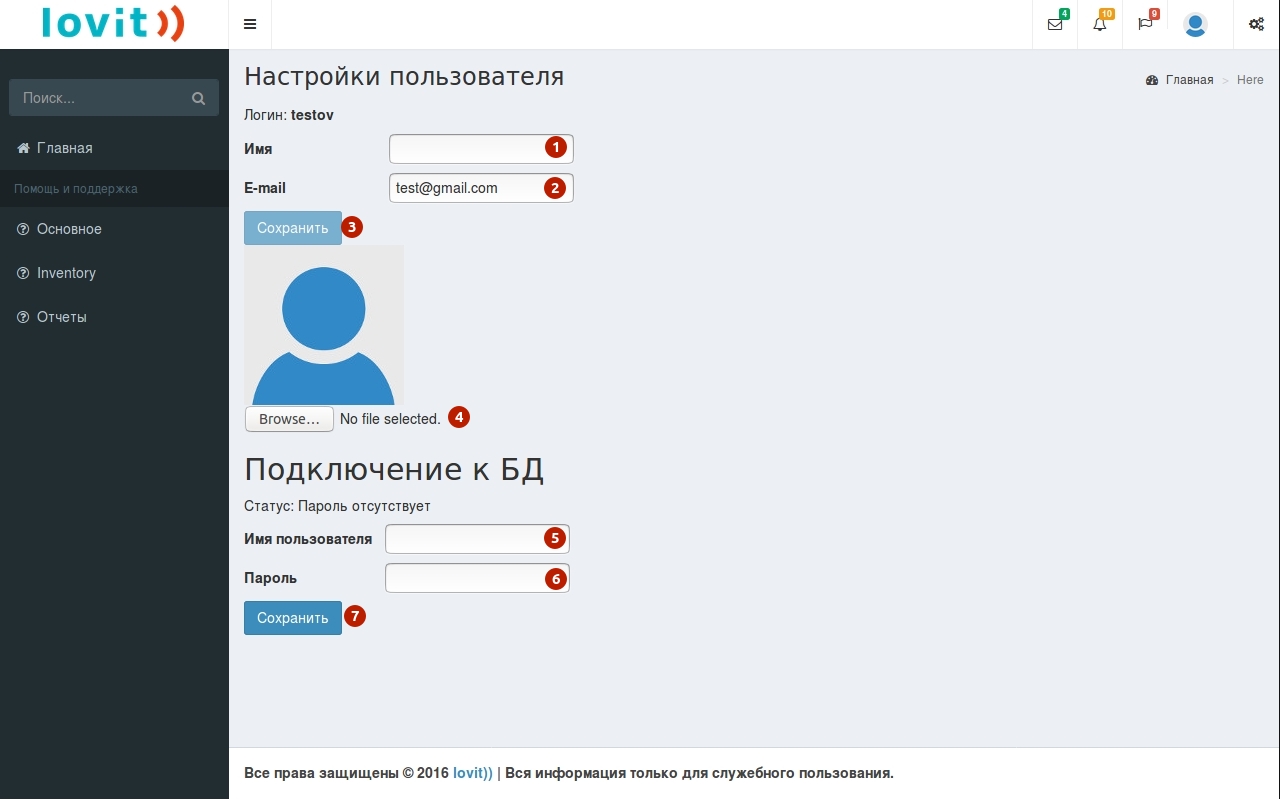 lovit))
4
10
9
Поиск...
Главная
Помощь и поддержка
Основное
Inventory
Отчеты
Настройки пользователя
Главная > Here
Логин: testov
Имя 1
E-mail test@gmail.com 2
Сохранить 3
Browse... No file selected. 4
Подключение к БД
Статус: Пароль отсутствует
Имя пользователя 5
Пароль 6
Сохранить 7
Все права защищены © 2016 lovit)) | Вся информация только для служебного пользования.